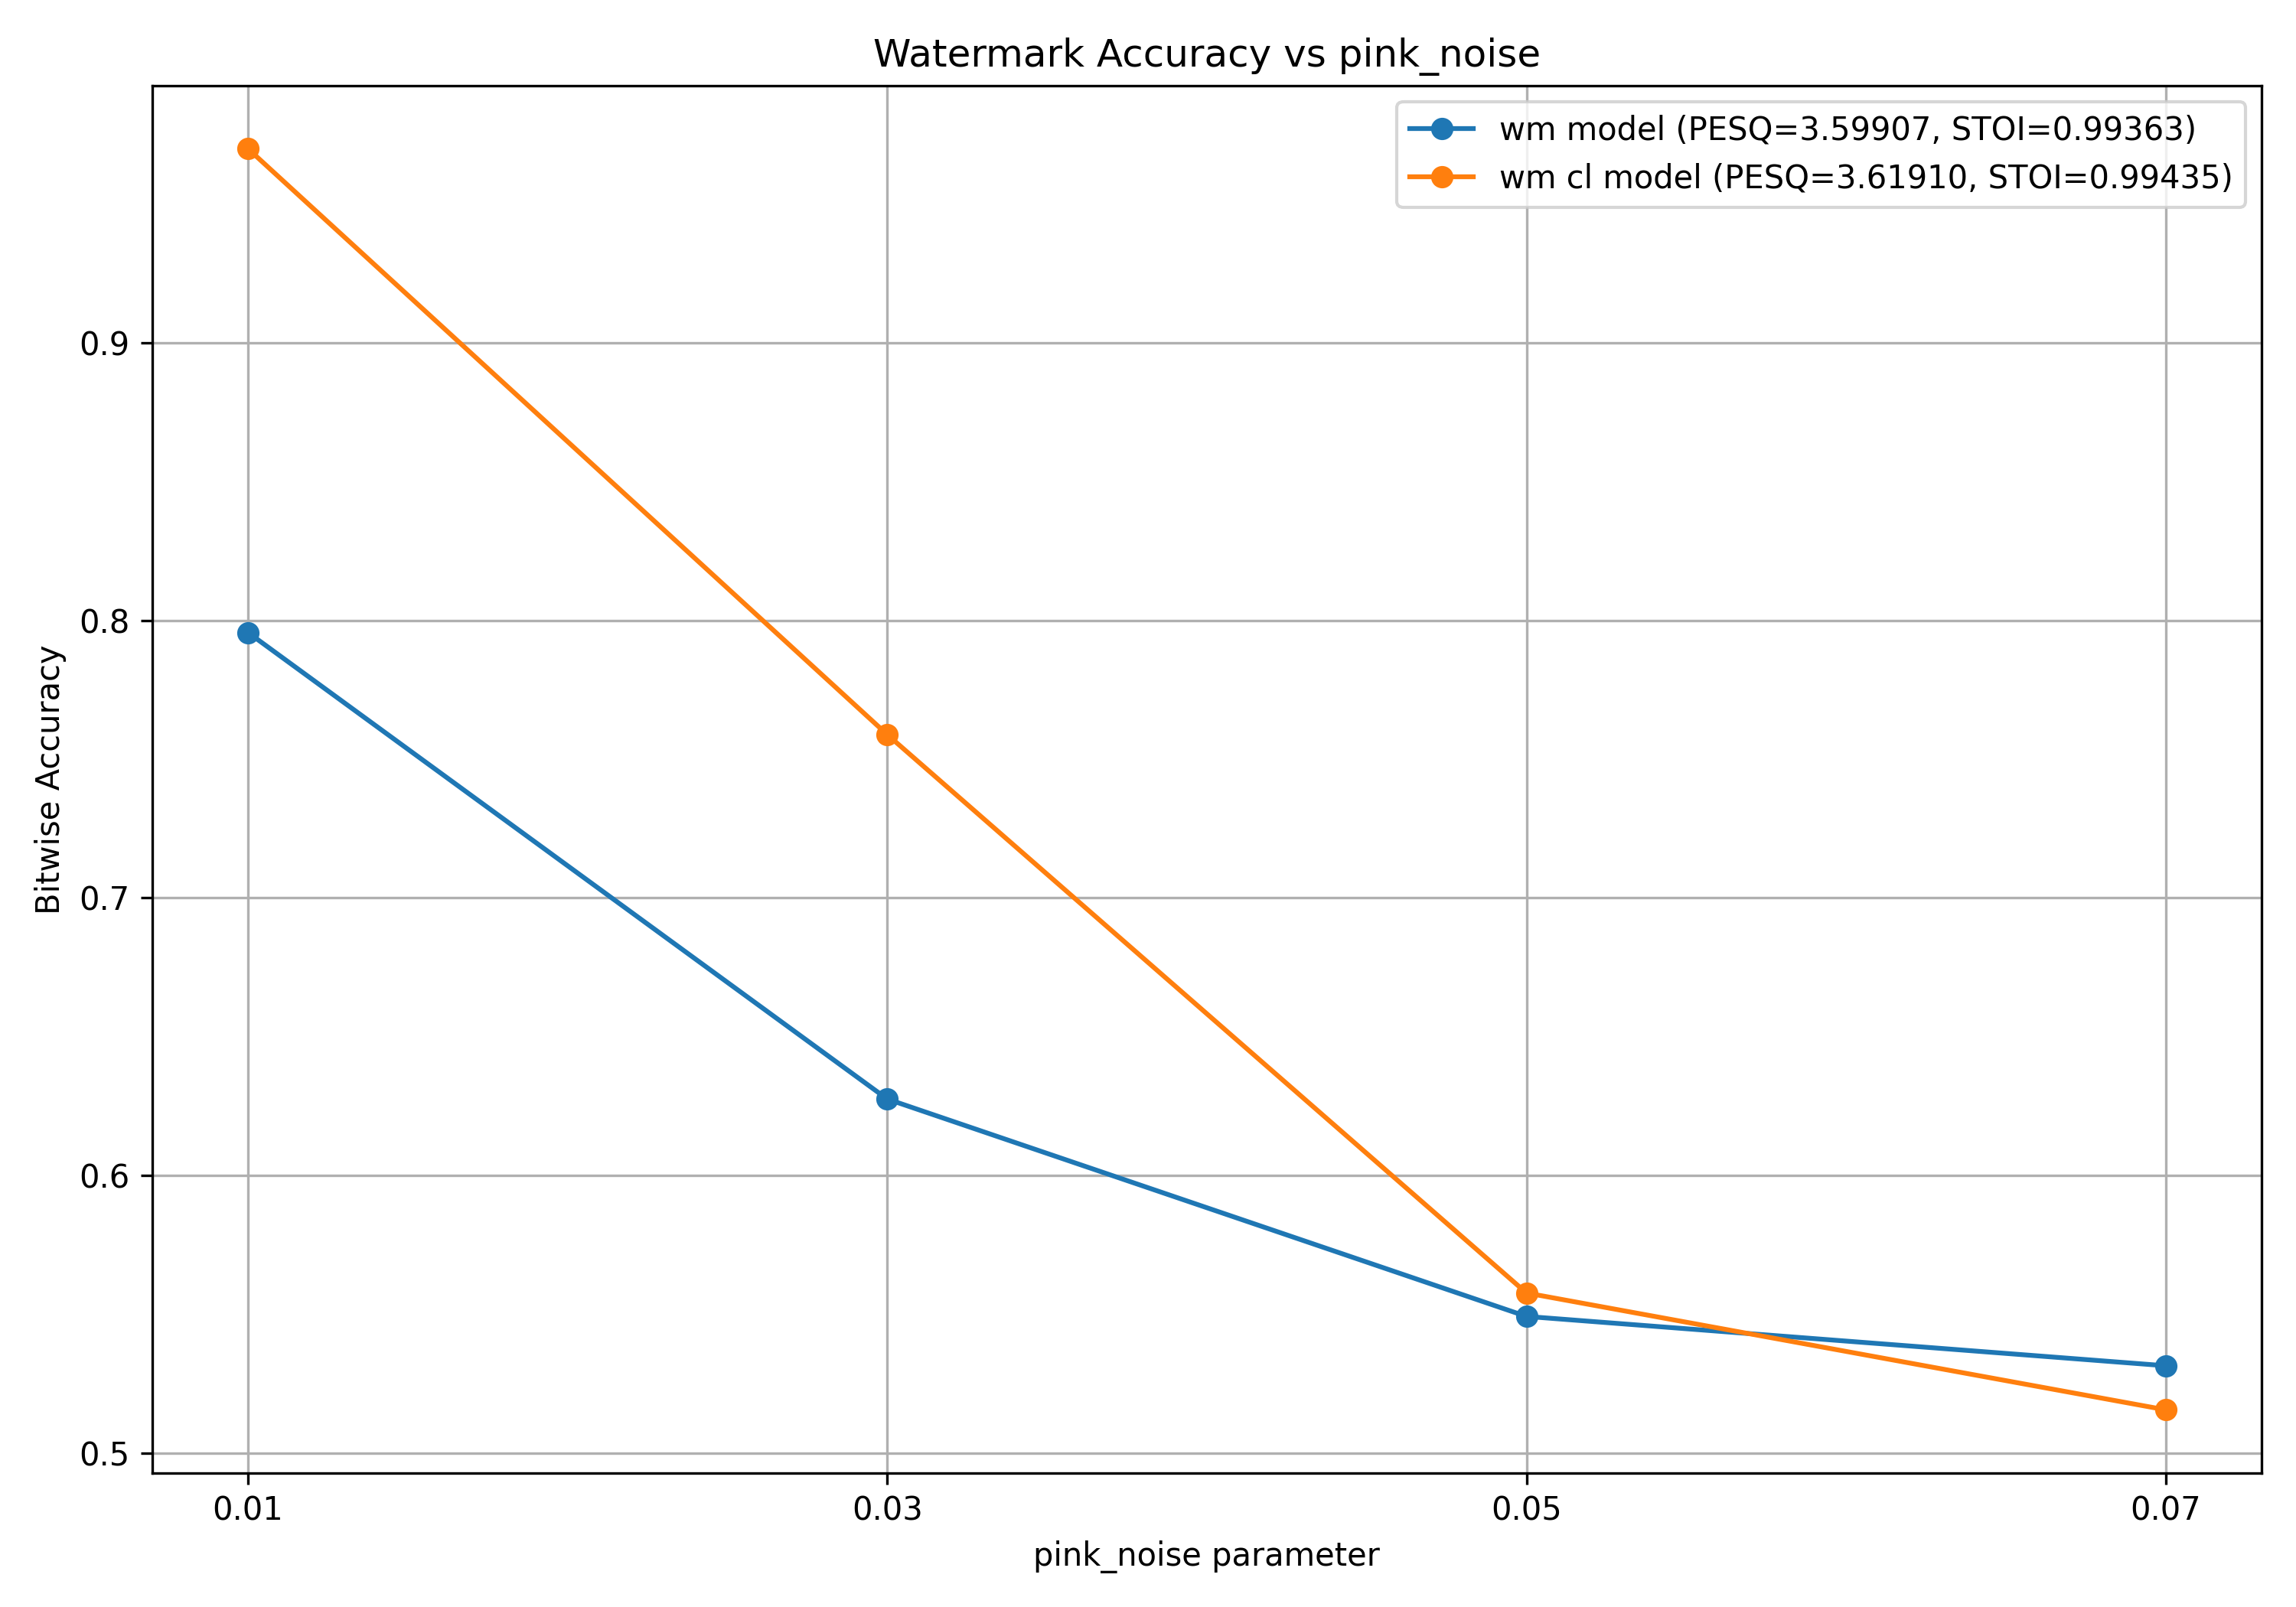 Watermark Accuracy vs pink_noise
wm model (PESQ=3.59907, STOI=0.99363)
wm cl model (PESQ=3.61910, STOI=0.99435)
Bitwise Accuracy
0.9
0.8
0.7
0.6
0.5
0.01 0.03 0.05 0.07
pink_noise parameter